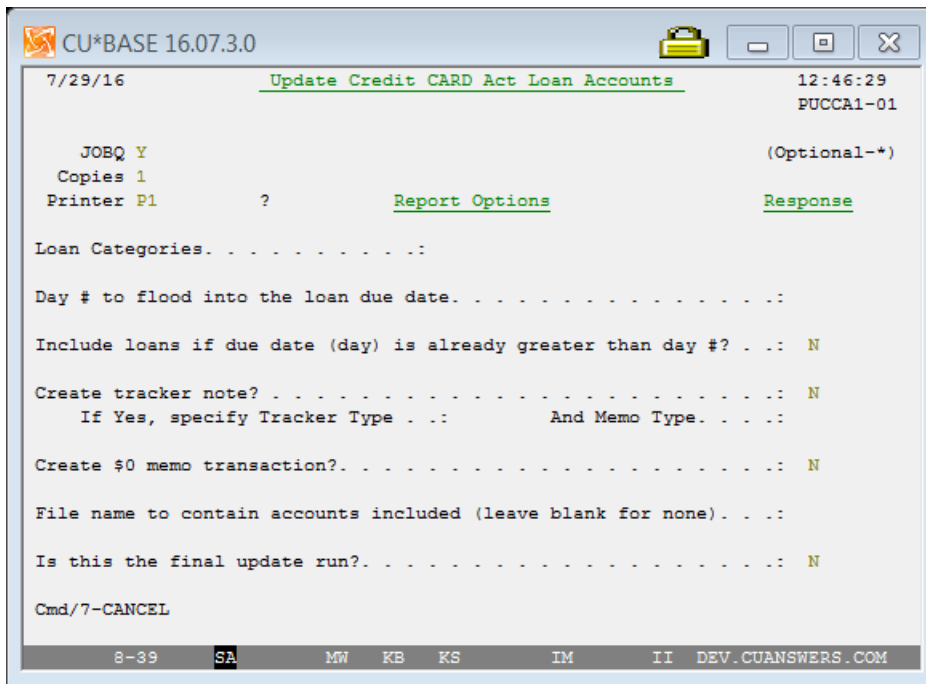 CU*BASE 16.07.3.0
7/29/16 Update Credit CARD Act Loan Accounts 12:46:29
PUCCA1-01
JOBQ Y (Optional-*)
Copies 1
Printer P1 ? Report Options Response
Loan Categories. . . . . . . . . . .:
Day # to flood into the loan due date. . . . . . . . . . . . . . . .:
Include loans if due date (day) is already greater than day #? . .: N
Create tracker note? . . . . . . . . . . . . . . . . . . . . . . . .: N
If Yes, specify Tracker Type . .: And Memo Type. . . . .:
Create $0 memo transaction?. . . . . . . . . . . . . . . . . . . . .: N
File name to contain accounts included (leave blank for none). . . .:
Is this the final update run?. . . . . . . . . . . . . . . . . . . .: N
Cmd/7-CANCEL
8-39 SA MW KB KS IM II DEV.CUANSWERS.COM